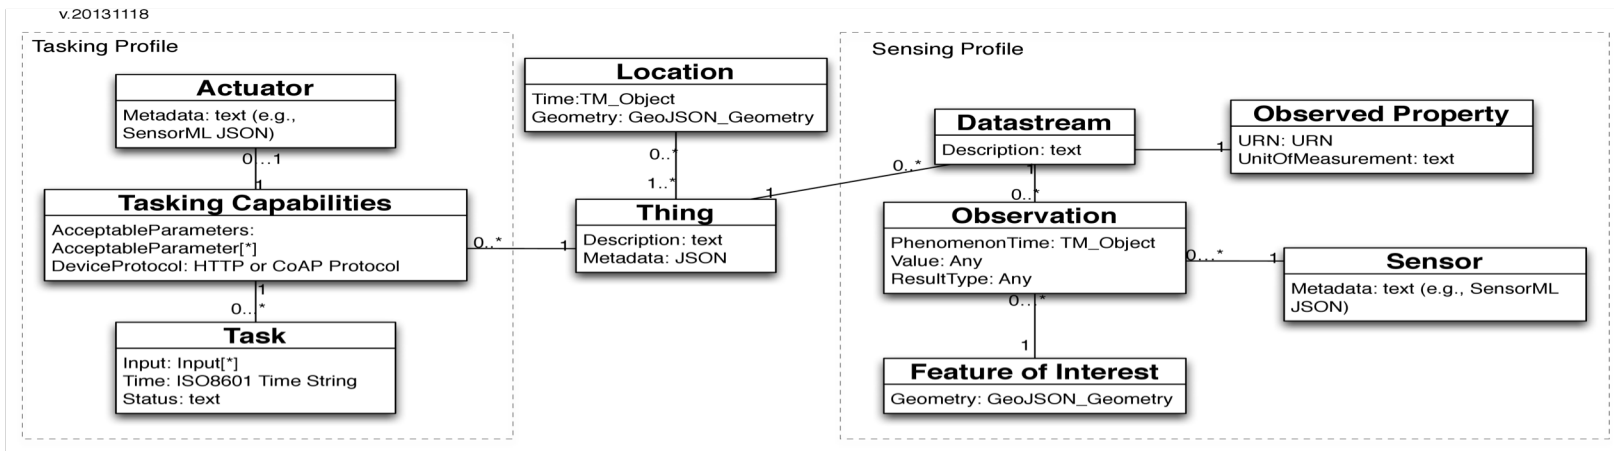 v.20131118
Tasking Profile
Actuator
Metadata: text (e.g.,
SensorML JSON)
0...1
1
Tasking Capabilities
AcceptableParameters:
AcceptableParameter[*]
DeviceProtocol: HTTP or CoAP Protocol
0..*
1
1
0...*
Task
Input: Input[*]
Time: ISO8601 Time String
Status: text
Location
Time:TM_Object
Geometry: GeoJSON_Geometry
0..*
1..*
Thing
Description: text
Metadata: JSON
1
0..*
Sensing Profile
Datastream
Description: text
1
Observed Property
URN: URN
UnitOfMeasurement: text
1
0..*
Observation
PhenomenonTime: TM_Object
Value: Any
ResultType: Any
0...*
1
Sensor
Metadata: text (e.g., SensorML
JSON)
0...*
1
Feature of Interest
Geometry: GeoJSON_Geometry